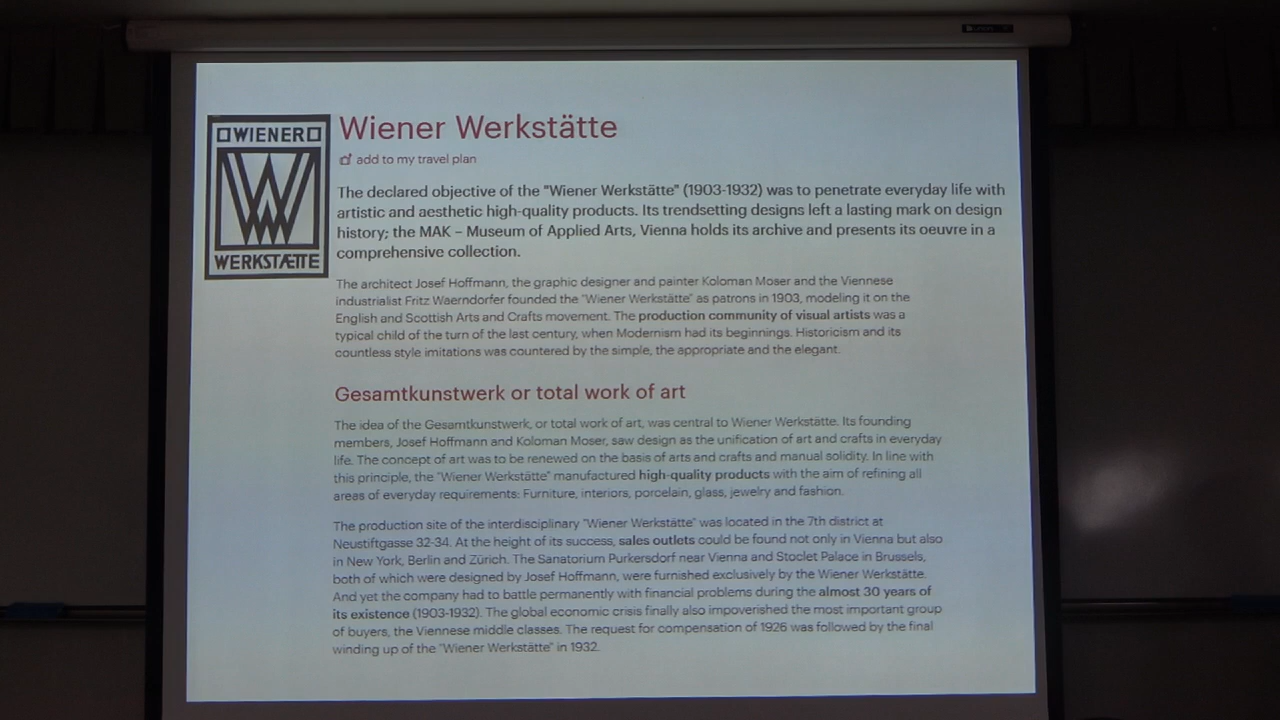 WIENER
WERKSTÆTTE
Wiener Werkstätte
add to my travel plan
The declared objective of the "Wiener Werkstätte" (1903-1932) was to penetrate everyday life with
artistic and aesthetic high-quality products. Its trendsetting designs left a lasting mark on design
history; the MAK – Museum of Applied Arts, Vienna holds its archive and presents its oeuvre in a
comprehensive collection.
The architect Josef Hoffmann, the graphic designer and painter Koloman Moser and the Viennese
industrialist Fritz Waerndorfer founded the "Wiener Werkstätte" as patrons in 1903, modeling it on the
English and Scottish Arts and Crafts movement. The production community of visual artists was a
typical child of the turn of the last century, when Modernism had its beginnings. Historicism and its
countless style imitations was countered by the simple, the appropriate and the elegant.
Gesamtkunstwerk or total work of art
The idea of the Gesamtkunstwerk, or total work of art, was central to Wiener Werkstätte. Its founding
members, Josef Hoffmann and Koloman Moser, saw design as the unification of art and crafts in everyday
life. The concept of art was to be renewed on the basis of arts and crafts and manual solidity. In line with
this principle, the "Wiener Werkstätte" manufactured high-quality products with the aim of refining all
areas of everyday requirements: Furniture, interiors, porcelain, glass, jewelry and fashion.
The production site of the interdisciplinary "Wiener Werkstätte" was located in the 7th district at
Neustiftgasse 32-34. At the height of its success, sales outlets could be found not only in Vienna but also
in New York, Berlin and Zürich. The Sanatorium Purkersdorf near Vienna and Stoclet Palace in Brussels,
both of which were designed by Josef Hoffmann, were furnished exclusively by the Wiener Werkstätte.
And yet the company had to battle permanently with financial problems during the almost 30 years of
its existence (1903-1932). The global economic crisis finally also impoverished the most important group
of buyers, the Viennese middle classes. The request for compensation of 1926 was followed by the final
winding up of the "Wiener Werkstätte" in 1932.